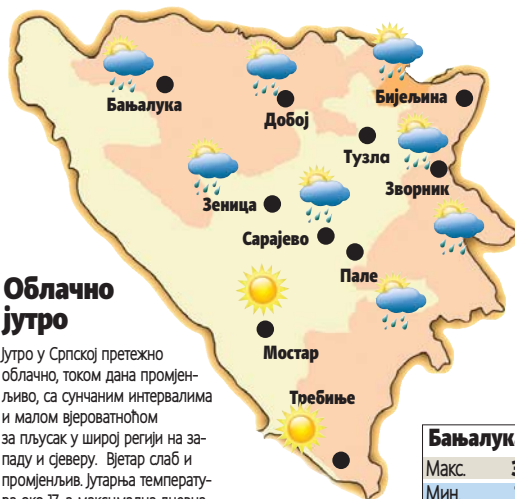 Бањалука
Добој
Бијељина
Тузла
Зворник
Зеница
Сарајево
Пале
Мостар
Требиње
Облачно
јутро
Јутро у Српској претежно
облачно, током дана промјен-
љиво, са сунчаним интервалима
и малом вјероватноћом
за пљусак у широј регији на за-
паду и сјеверу. Вјетар слаб и
промјенљив. Јутарња температу-
Бањалука
Макс.
Мин